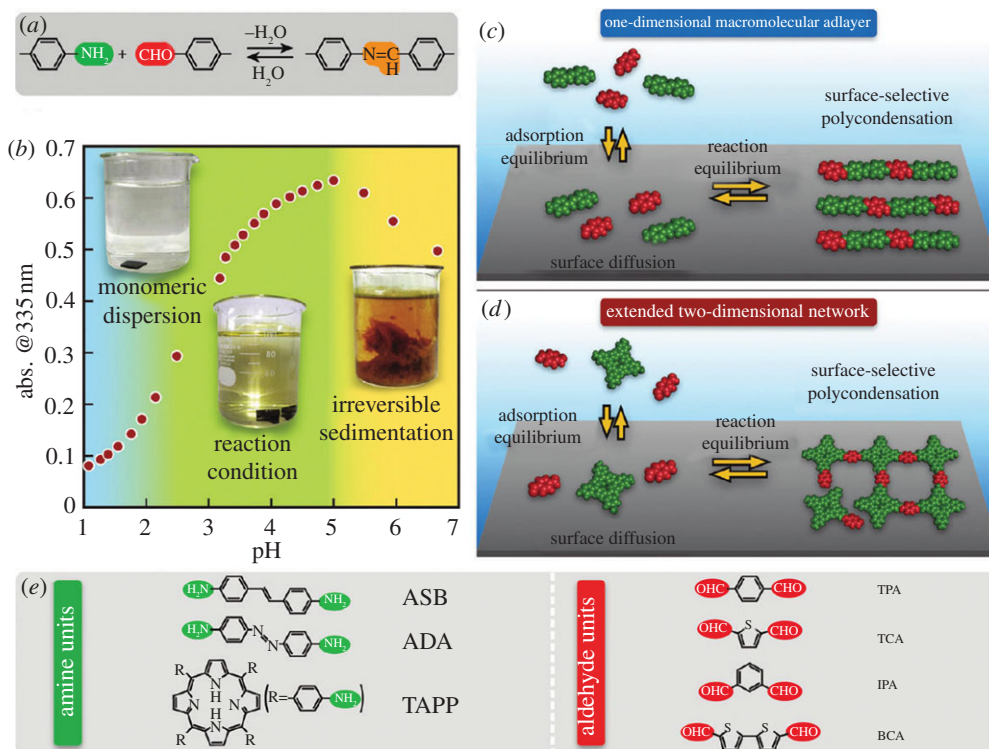 (a)
NH2 + CHO
–H2O
H2O
N=C
H
(b)
abs. @335 nm
0.7
0.6
0.5
0.4
0.3
0.2
0.1
0
1 2 3 4 5 6 7
pH
monomeric
dispersion
reaction
condition
irreversible
sedimentation
80
(c)
one-dimensional macromolecular adlayer
surface-selective
polycondensation
adsorption
equilibrium
reaction
equilibrium
surface diffusion
(d)
extended two-dimensional network
surface-selective
polycondensation
adsorption
equilibrium
reaction
equilibrium
surface diffusion
(e)
amine units
H2N NH2 ASB
H2N N N NH2 ADA
R R
N H N
N H N
R R
(R= NH2)
TAPP
aldehyde units
OHC CHO TPA
OHC S CHO TCA
OHC CHO IPA
OHC S S CHO BCA